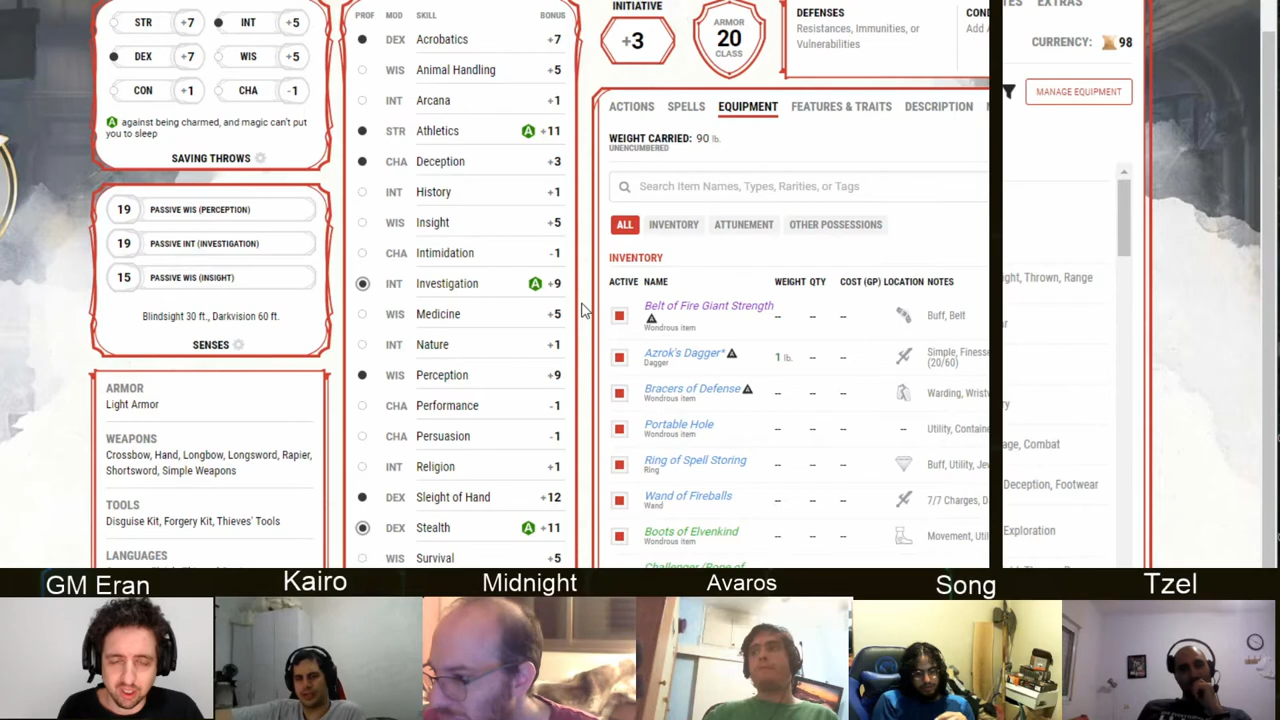 STR +7 INT +5
DEX +7 WIS +5
CON +1 CHA -1
A against being charmed, and magic can't put
you to sleep
SAVING THROWS
19 PASSIVE WIS (PERCEPTION)
19 PASSIVE INT (INVESTIGATION)
15 PASSIVE WIS (INSIGHT)
Blindsight 30 ft., Darkvision 60 ft.
SENSES
ARMOR
Light Armor
WEAPONS
Crossbow, Hand, Longbow, Longsword, Rapier,
Shortsword, Simple Weapons
TOOLS
Disguise Kit, Forgery Kit, Thieves' Tools
LANGUAGES
PROF MOD SKILL BONUS
DEX Acrobatics +7
WIS Animal Handling +5
INT Arcana +1
STR Athletics A +11
CHA Deception +3
INT History +1
WIS Insight +5
CHA Intimidation -1
INT Investigation A +9
WIS Medicine +5
INT Nature +1
WIS Perception +9
CHA Performance -1
CHA Persuasion -1
INT Religion +1
DEX Sleight of Hand +12
DEX Stealth A +11
WIS Survival +5
INITIATIVE
+3
ARMOR
20
CLASS
DEFENSES
Resistances, Immunities, or
Vulnerabilities
CON
Add
TES EXTRAS
CURRENCY: 98
MANAGE EQUIPMENT
ACTIONS SPELLS EQUIPMENT FEATURES & TRAITS DESCRIPTION
WEIGHT CARRIED: 90 lb.
UNENCUMBERED
Search Item Names, Types, Rarities, or Tags
ALL INVENTORY ATTUNEMENT OTHER POSSESSIONS
INVENTORY
ACTIVE NAME WEIGHT QTY COST (GP) LOCATION NOTES
Belt of Fire Giant Strength -- -- -- Buff, Belt
Wondrous item
Azrok's Dagger* 1 lb. -- -- Simple, Finesse
Dagger (20/60)
Bracers of Defense -- -- -- Warding, Wristw
Wondrous item
Portable Hole -- -- -- -- Utility, Containe
Wondrous item
Ring of Spell Storing -- -- -- Buff, Utility, Jew
Ring
Wand of Fireballs -- -- -- 7/7 Charges, D
Wand
Boots of Elvenkind -- -- -- Movement, Util
Wondrous item
ight, Thrown, Range
age, Combat
Deception, Footwear
Exploration
GM Eran Kairo Midnight Avaros Song Tzel